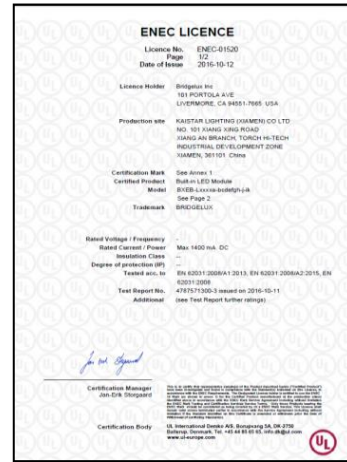 ENEC LICENCE
Licence No. ENEC-01520
Page 1/2
Date of Issue 2016-10-12
Licence Holder Bridgelux Inc
101 PORTOLA AVE
LIVERMORE, CA 94551-7665 USA
Production site KAISTAR LIGHTING (XIAMEN) CO LTD
NO. 101 XIANG XING ROAD
XIANG AN BRANCH, TORCH HI-TECH
INDUSTRIAL DEVELOPMENT ZONE
XIAMEN, 361101 China
Certification Mark See Annex 1
Certified Product Built-in LED Module
Model
See Page 2
Trademark BRIDGELUX
Rated Voltage / Frequency --
Rated Current / Power Max 1400 mA DC
Insulation Class --
Degree of protection (IP) --
Tested acc. to EN 62031:2008/A1:2013, EN 62031:2008/A2:2015, EN
62031:2008
Test Report No. 4787571300-3 issued on 2016-10-11
Additional (see Test Report further ratings)
Certification Manager
Jan-Erik Storgaard
Certification Body UL International Demko A/S, Borupvang 5A, DK-2750
Ballerup, Denmark, Tel. +45 44 85 65 65, info.dk@ul.com
www.ul-europe.com
UL